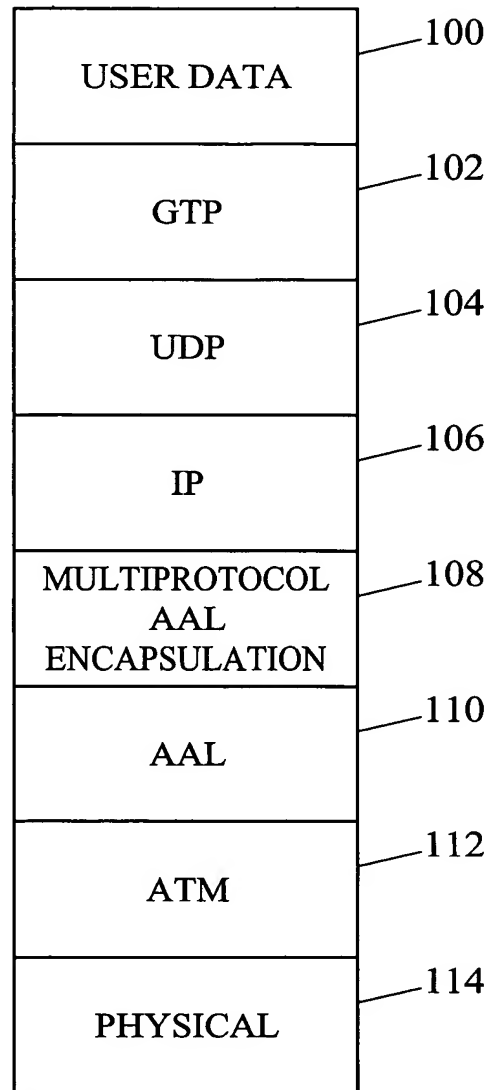 100
USER DATA
102
GTP
104
UDP
106
IP
108
MULTIPROTOCOL
AAL
ENCAPSULATION
110
AAL
112
ATM
114
PHYSICAL